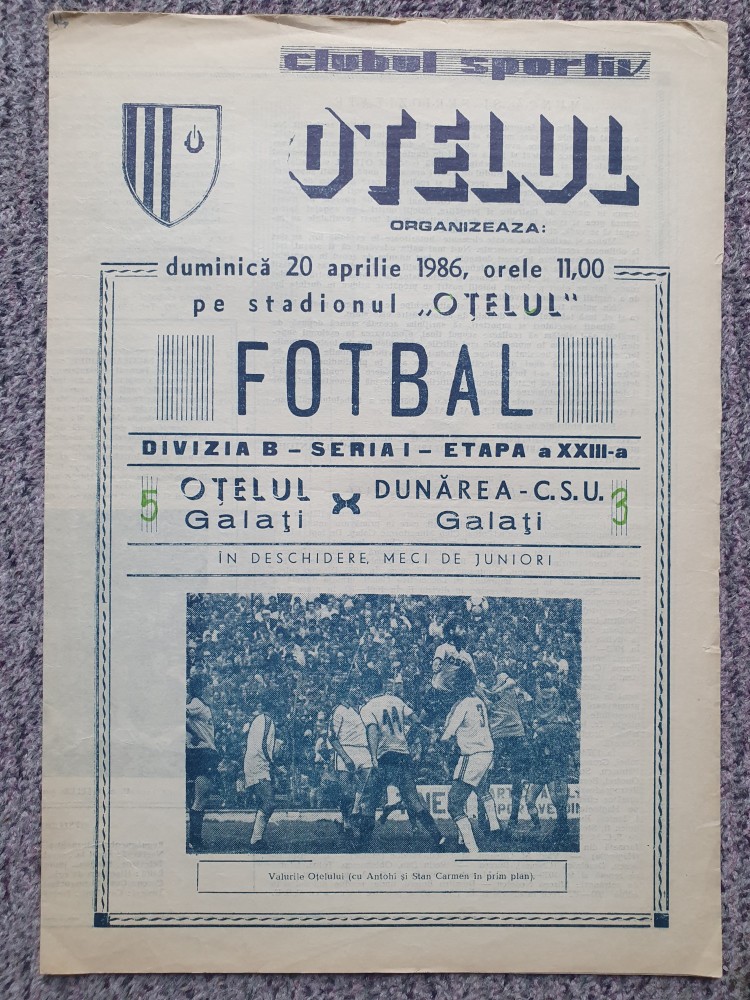 clubul sportiv
OȚELUL
ORGANIZEAZA:
duminică 20 aprilie 1986, orele 11,00
pe stadionul „OȚELUL"
FOTBAL
DIVIZIA B – SERIA I – ETAPA a XXIII-a
5 OȚELUL Galați x DUNĂREA - C.S.U. Galați 3
ÎN DESCHIDERE, MECI DE JUNIORI
11
3
Valurile Oțelului (cu Antohi și Stan Carmen în prim plan).